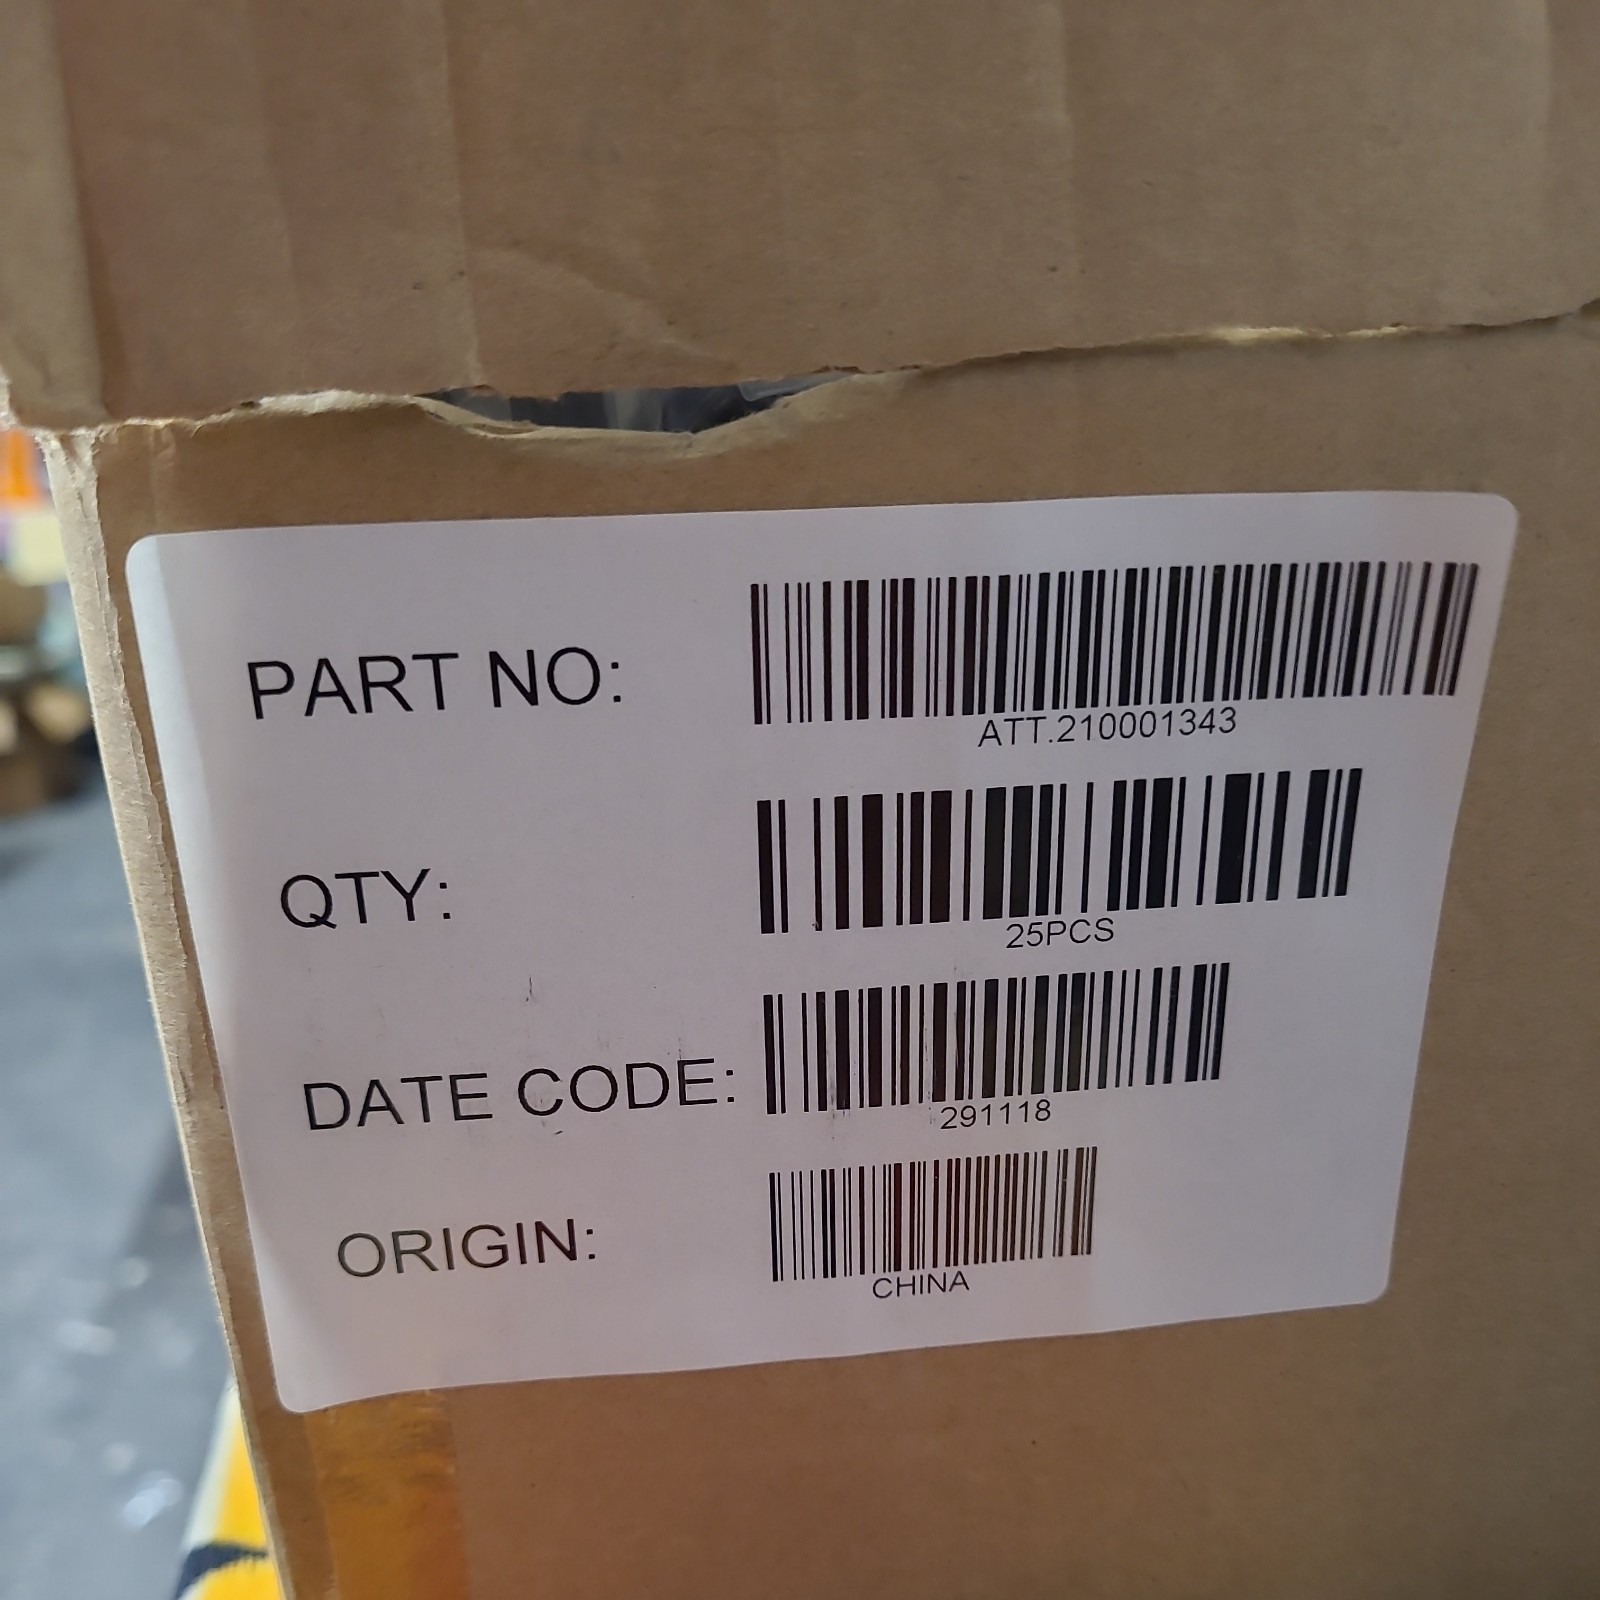 PART NO:
ATT.210001343
QTY:
25PCS
DATE CODE:
291118
ORIGIN:
CHINA